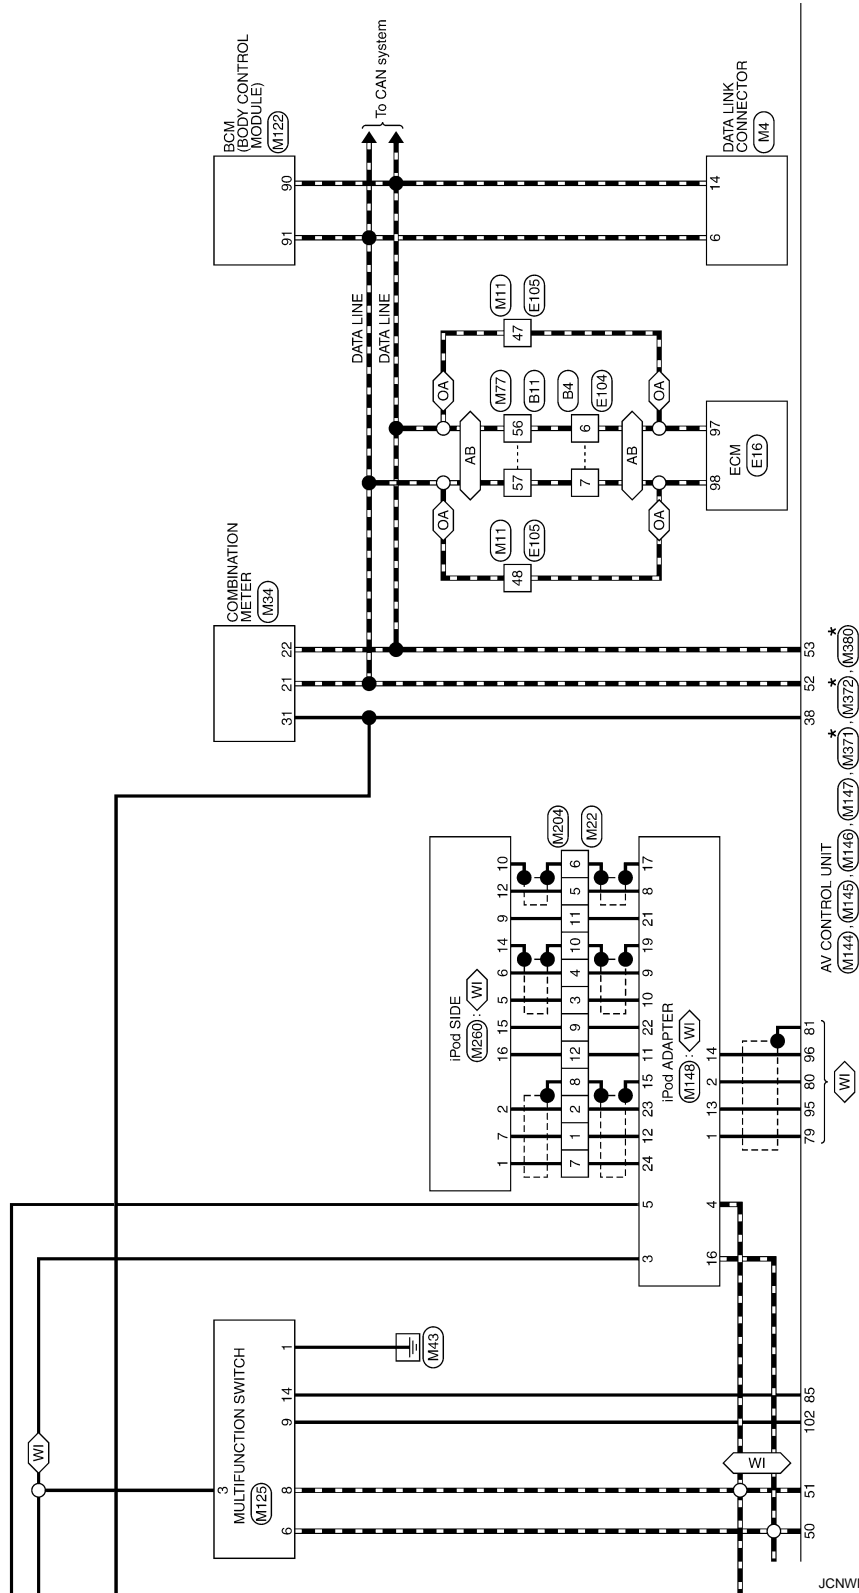 BCM
(BODY CONTROL
MODULE)
M122
91
90
To CAN system
DATA LINE
DATA LINE
6
14
DATA LINK
CONNECTOR
M4
COMBINATION
METER
M34
31
21
22
OA
OA
AB
M11
E105
48
M77
B11
57
56
M11
E105
47
B4
E104
7
6
AB
OA
OA
98
97
ECM
E16
38
52
53
iPod SIDE
M260 : WI
1
7
2
16
15
5
6
14
9
12
10
M204
M22
7
1
2
8
12
9
3
4
10
11
5
6
24
12
23
15
11
22
10
9
19
21
8
17
5
3
iPod ADAPTER
M148 : WI
16
4
1
13
2
14
79
95
80
96
81
WI
AV CONTROL UNIT
M144 , M145 , M146 , M147 , M371* , M372* , M380*
WI
3
MULTIFUNCTION SWITCH
M125
6
8
9
14
1
M43
WI
50
51
102
85
JCNWI